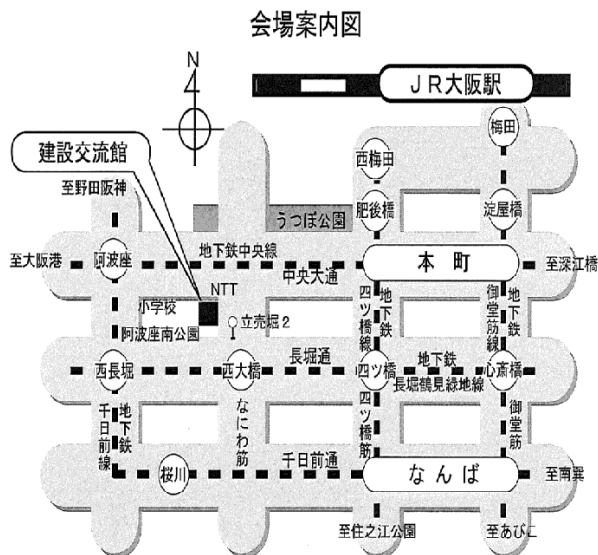 会場案内図
N
JR大阪駅
梅田
建設交流館
西梅田
至野田阪神
肥後橋
淀屋橋
うつぼ公園
地下鉄中央線
至大阪港
阿波座
本町
至深江橋
中央大通
NTT
小学校
立売堀2
阿波座南公園
地下鉄
四ツ橋線
地下鉄
御堂筋線
長堀通
地下鉄
西長堀
西大橋
四ツ橋
心斎橋
長堀鶴見緑地線
地下鉄
千日前線
なにわ筋
四ツ橋筋
御堂筋
千日前通
桜川
なんば
至南巽
至住之江公園
至あびこ